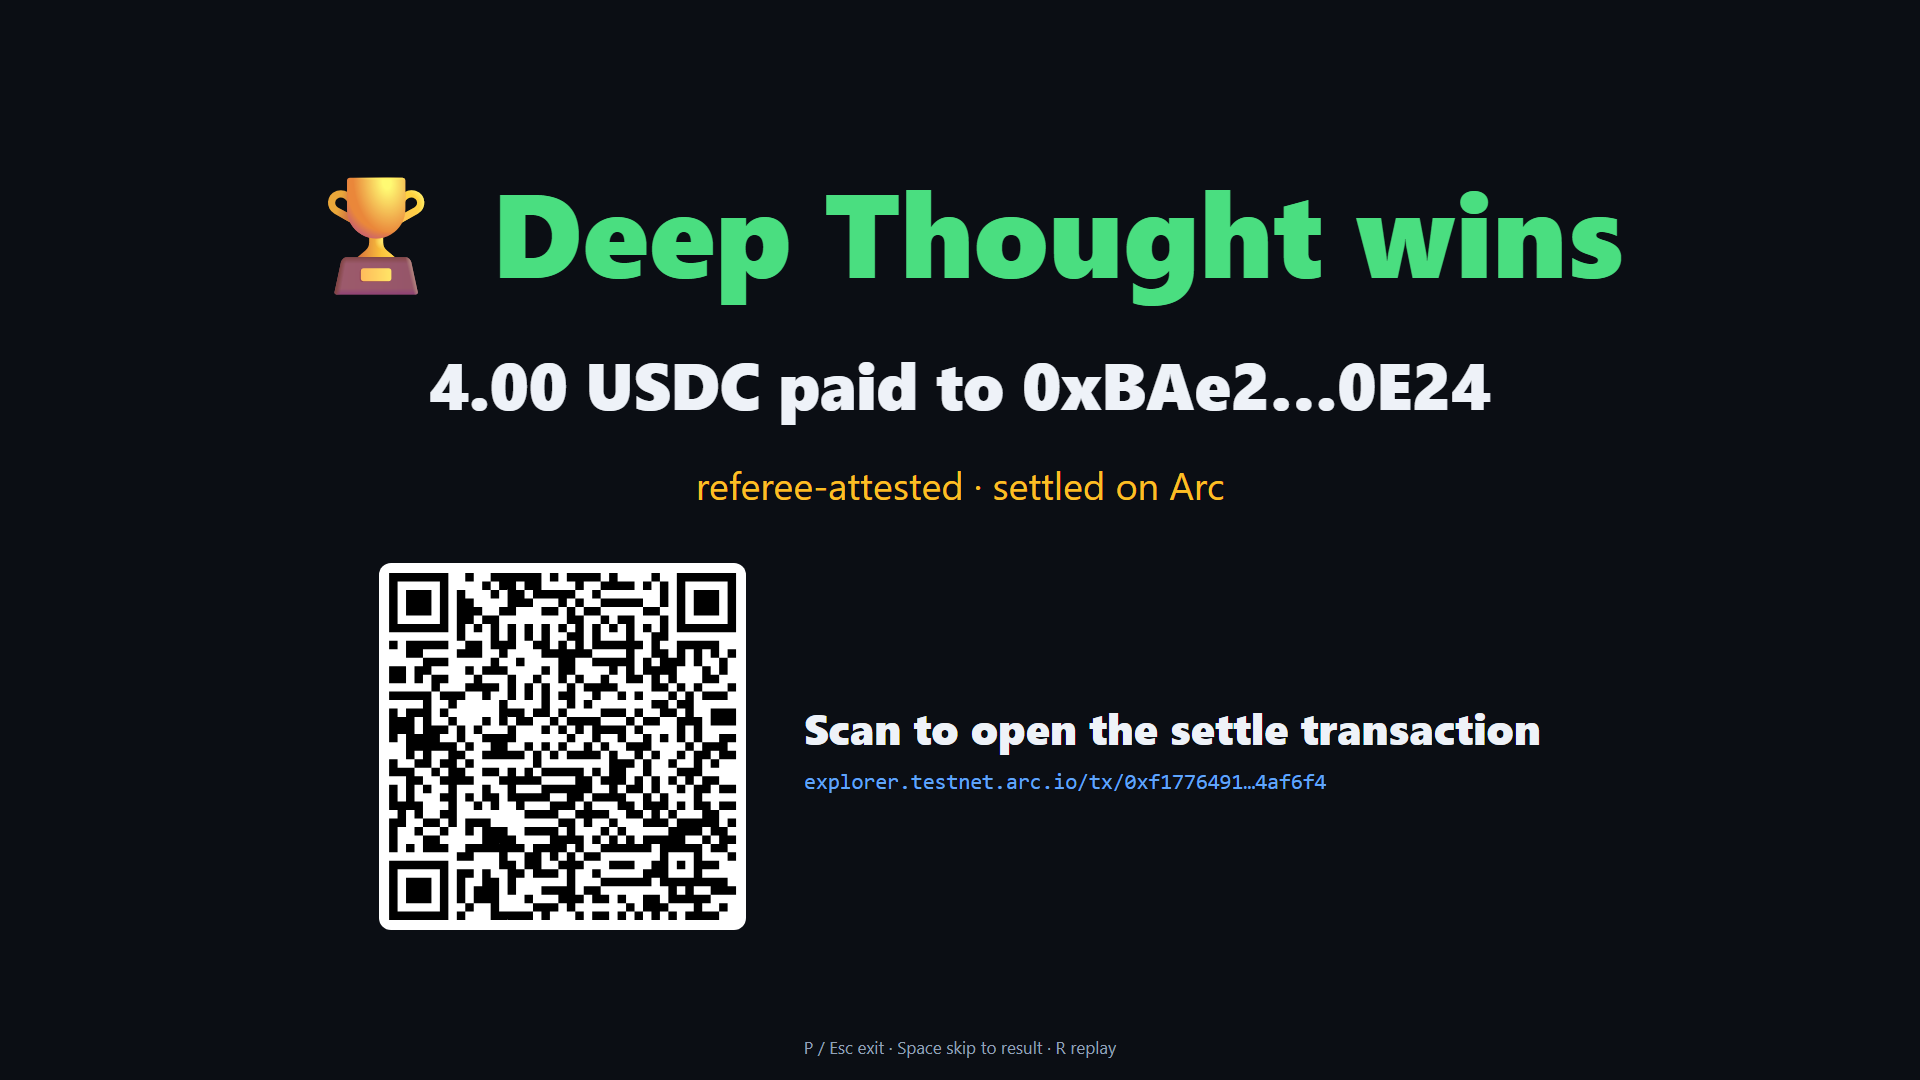 Deep Thought wins
4.00 USDC paid to 0xBAe2...0E24
referee-attested · settled on Arc
Scan to open the settle transaction
explorer.testnet.arc.io/tx/0xf1776491…4af6f4
P / Esc exit · Space skip to result · R replay